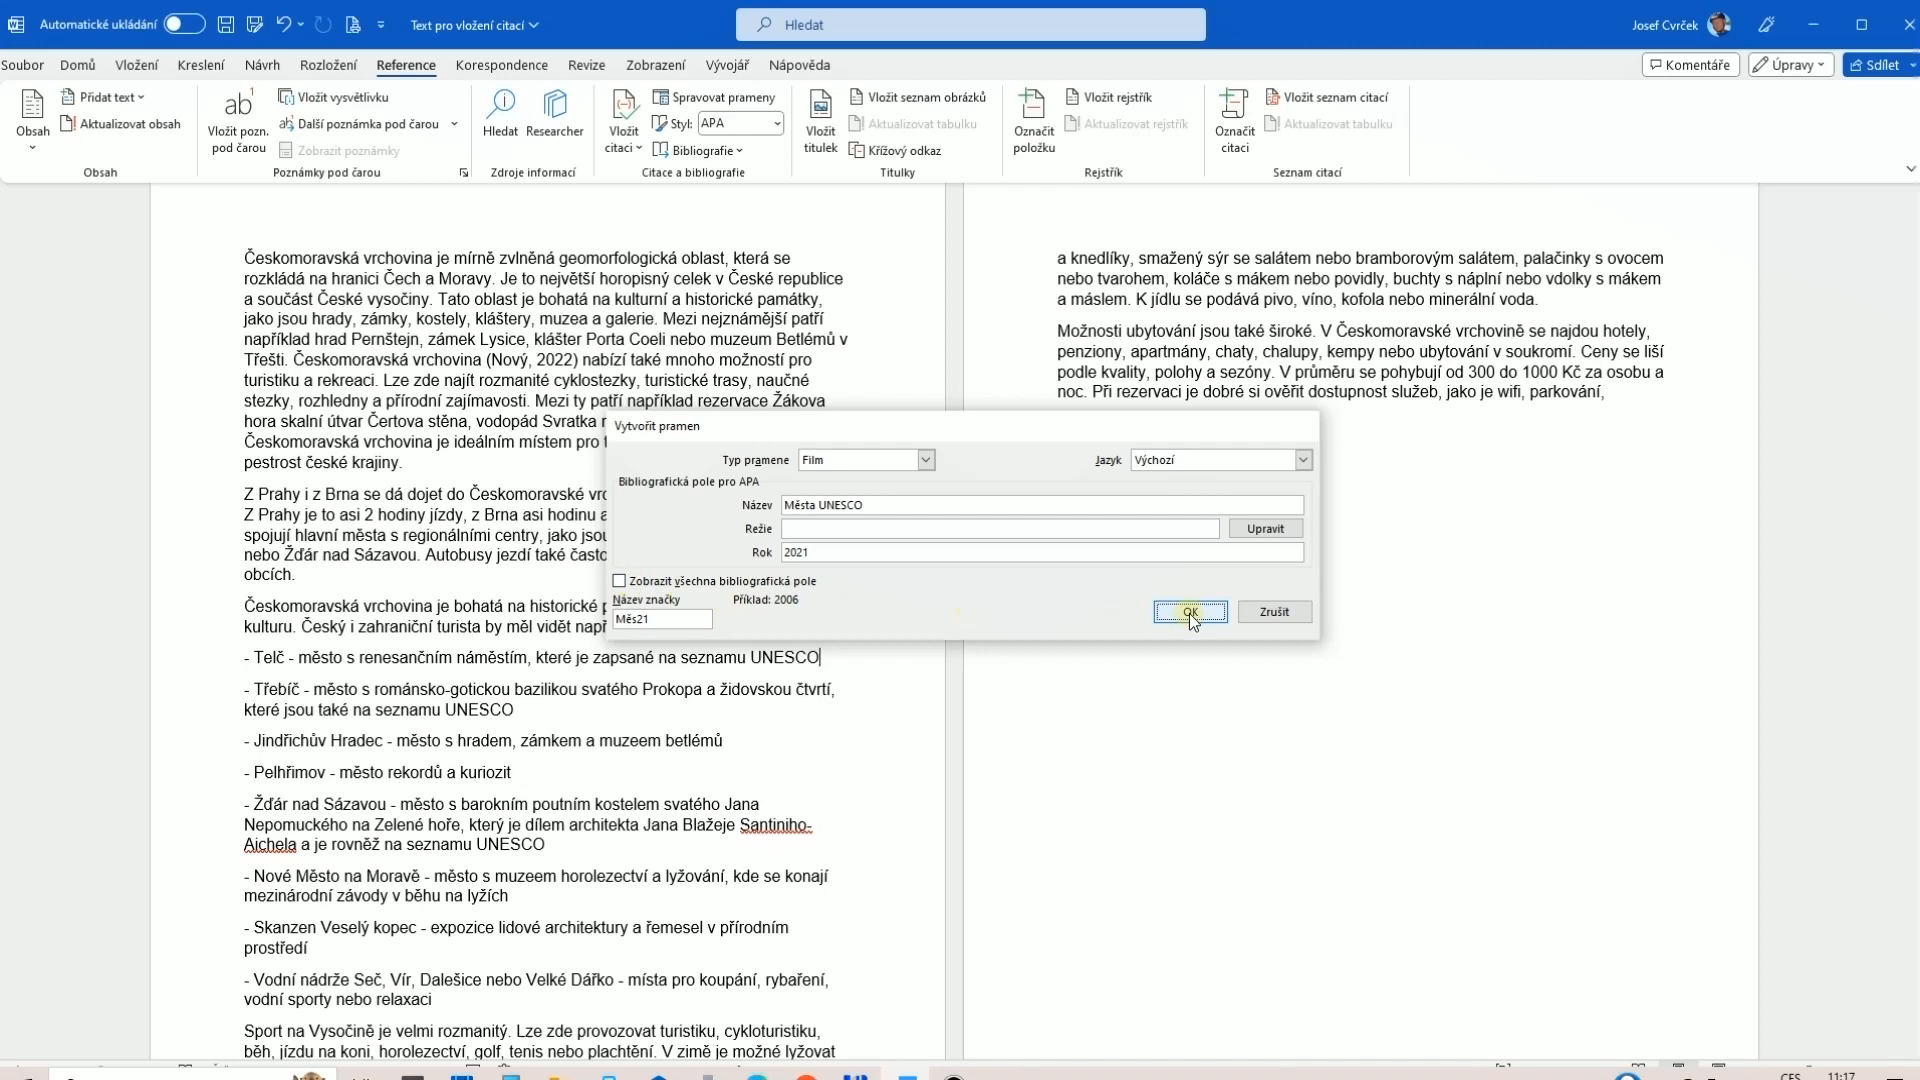 Automatické ukládání
Text pro vložení citací
Hledat
Josef Cvrček
Soubor Domů Vložení Kreslení Návrh Rozložení Reference Korespondence Revize Zobrazení Vývojář Nápověda
Komentáře Úpravy Sdílet
Obsah
Přidat text
Aktualizovat obsah
Obsah
ab
Vložit pozn.
pod čarou
Vložit vysvětlivku
Další poznámka pod čarou
Zobrazit poznámky
Poznámky pod čarou
Hledat Researcher
Zdroje informací
Vložit
citaci
Spravovat prameny
Styl: APA
Bibliografie
Citace a bibliografie
Vložit
titulek
Vložit seznam obrázků
Aktualizovat tabulku
Křížový odkaz
Titulky
Označit
položku
Vložit rejstřík
Aktualizovat rejstřík
Rejstřík
Označit
citaci
Vložit seznam citací
Aktualizovat tabulku
Seznam citací
Českomoravská vrchovina je mírně zvlněná geomorfologická oblast, která se
rozkládá na hranici Čech a Moravy. Je to největší horopisný celek v České republice
a součást České vysočiny. Tato oblast je bohatá na kulturní a historické památky,
jako jsou hrady, zámky, kostely, kláštery, muzea a galerie. Mezi nejznámější patří
například hrad Pernštejn, zámek Lysice, klášter Porta Coeli nebo muzeum Betlémů v
Třešti. Českomoravská vrchovina (Nový, 2022) nabízí také mnoho možností pro
turistiku a rekreaci. Lze zde najít rozmanité cyklostezky, turistické trasy, naučné
stezky, rozhledny a přírodní zajímavosti. Mezi ty patří například rezervace Žákova
hora skalní útvar Čertova stěna, vodopád Svratka
Českomoravská vrchovina je ideálním místem pro
pestrost české krajiny.
Z Prahy i z Brna se dá dojet do Českomoravské
Z Prahy je to asi 2 hodiny jízdy, z Brna asi hodinu
spojují hlavní města s regionálními centry, jako jsou
nebo Žďár nad Sázavou. Autobusy jezdí také
obcích.
Českomoravská vrchovina je bohatá na historické
kulturu. Český i zahraniční turista by měl vidět
- Telč - město s renesančním náměstím, které je zapsané na seznamu UNESCO
- Třebíč - město s románsko-gotickou bazilikou svatého Prokopa a židovskou čtvrtí,
které jsou také na seznamu UNESCO
- Jindřichův Hradec - město s hradem, zámkem a muzeem betlémů
- Pelhřimov - město rekordů a kuriozit
- Žďár nad Sázavou - město s barokním poutním kostelem svatého Jana
Nepomuckého na Zelené hoře, který je dílem architekta Jana Blažeje Santiniho-
Aichela a je rovněž na seznamu UNESCO
- Nové Město na Moravě - město s muzeem horolezectví a lyžování, kde se konají
mezinárodní závody v běhu na lyžích
- Skanzen Veselý kopec - expozice lidové architektury a řemesel v přírodním
prostředí
- Vodní nádrže Seč, Vír, Dalešice nebo Velké Dářko - místa pro koupání, rybaření,
vodní sporty nebo relaxaci
Sport na Vysočině je velmi rozmanitý. Lze zde provozovat turistiku, cykloturistiku,
běh, jízdu na koni, horolezectví, golf, tenis nebo plachtění. V zimě je možné lyžovat
a knedlíky, smažený sýr se salátem nebo bramborovým salátem, palačinky s ovocem
nebo tvarohem, koláče s mákem nebo povidly, buchty s náplní nebo vdolky s mákem
a máslem. K jídlu se podává pivo, víno, kofola nebo minerální voda.
Možnosti ubytování jsou také široké. V Českomoravské vrchovině se najdou hotely,
penziony, apartmány, chaty, chalupy, kempy nebo ubytování v soukromí. Ceny se liší
podle kvality, polohy a sezóny. V průměru se pohybují od 300 do 1000 Kč za osobu a
noc. Při rezervaci je dobré si ověřit dostupnost služeb, jako je wifi, parkování,
Vytvořit pramen
Typ pramene Film Jazyk Výchozí
Bibliografická pole pro APA
Název Města UNESCO
Režie Upravit
Rok 2021
Zobrazit všechna bibliografická pole
Název značky Příklad: 2006
Měs21 OK Zrušit
CES 11:17